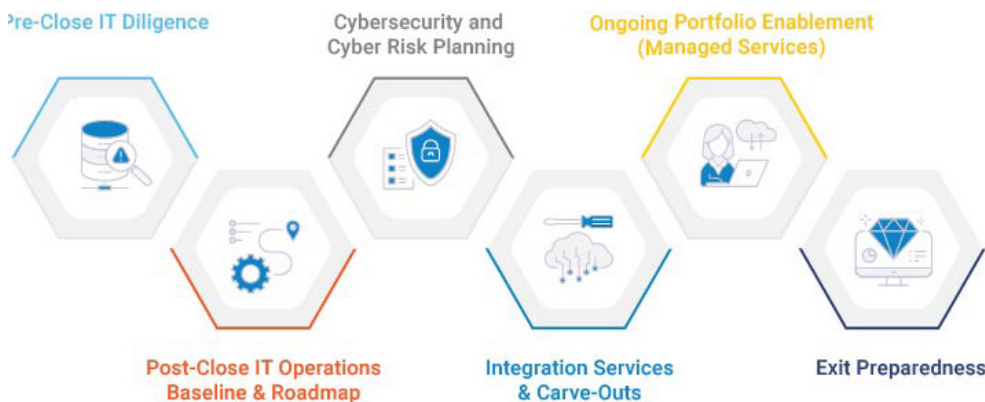 Pre-Close IT Diligence
Cybersecurity and
Cyber Risk Planning
Ongoing Portfolio Enablement
(Managed Services)
Post-Close IT Operations
Baseline & Roadmap
Integration Services
& Carve-Outs
Exit Preparedness